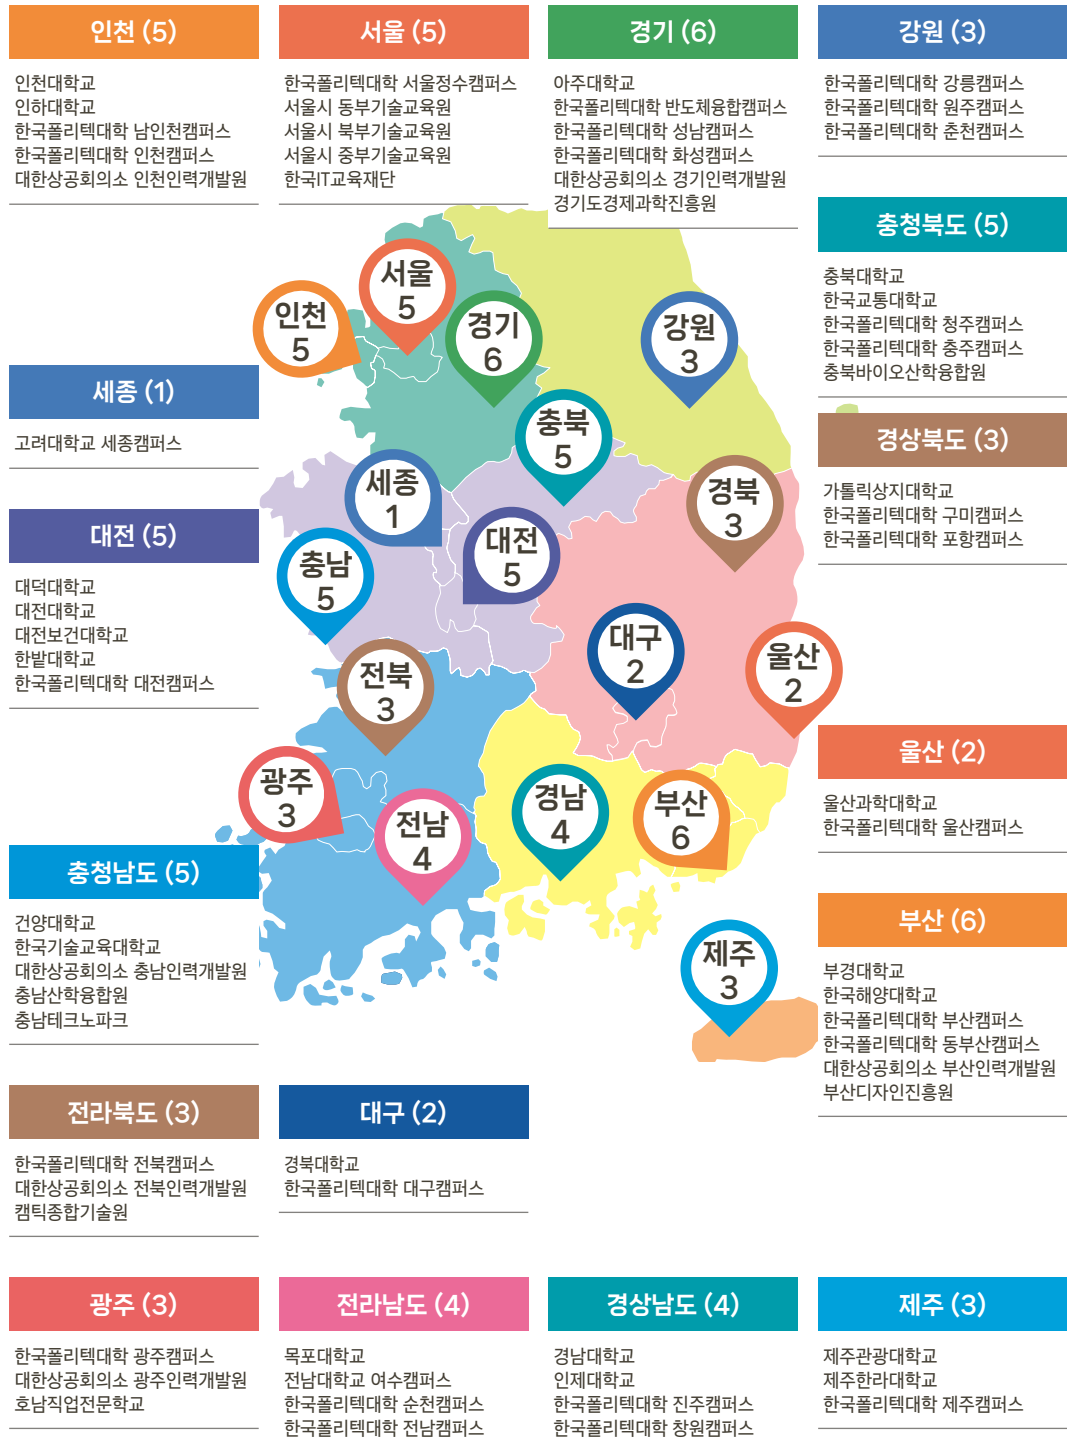 인천 (5)
인천대학교
인하대학교
한국폴리텍대학 남인천캠퍼스
한국폴리텍대학 인천캠퍼스
대한상공회의소 인천인력개발원
서울 (5)
한국폴리텍대학 서울정수캠퍼스
서울시 동부기술교육원
서울시 북부기술교육원
서울시 중부기술교육원
한국IT교육재단
경기 (6)
아주대학교
한국폴리텍대학 반도체융합캠퍼스
한국폴리텍대학 성남캠퍼스
한국폴리텍대학 화성캠퍼스
대한상공회의소 경기인력개발원
경기도경제과학진흥원
강원 (3)
한국폴리텍대학 강릉캠퍼스
한국폴리텍대학 원주캠퍼스
한국폴리텍대학 춘천캠퍼스
충청북도 (5)
충북대학교
한국교통대학교
한국폴리텍대학 청주캠퍼스
한국폴리텍대학 충주캠퍼스
충북바이오산학융합원
서울
5
인천
5
경기
6
강원
3
충북
5
세종
1
경북
3
대전
5
충남
5
대구
2
울산
2
전북
3
광주
3
전남
4
경남
4
부산
6
제주
3
세종 (1)
고려대학교 세종캠퍼스
경상북도 (3)
가톨릭상지대학교
한국폴리텍대학 구미캠퍼스
한국폴리텍대학 포항캠퍼스
대전 (5)
대덕대학교
대전대학교
대전보건대학교
한밭대학교
한국폴리텍대학 대전캠퍼스
울산 (2)
울산과학대학교
한국폴리텍대학 울산캠퍼스
충청남도 (5)
건양대학교
한국기술교육대학교
대한상공회의소 충남인력개발원
충남산학융합원
충남테크노파크
부산 (6)
부경대학교
한국해양대학교
한국폴리텍대학 부산캠퍼스
한국폴리텍대학 동부산캠퍼스
대한상공회의소 부산인력개발원
부산디자인진흥원
전라북도 (3)
한국폴리텍대학 전북캠퍼스
대한상공회의소 전북인력개발원
캠틱종합기술원
대구 (2)
경북대학교
한국폴리텍대학 대구캠퍼스
광주 (3)
한국폴리텍대학 광주캠퍼스
대한상공회의소 광주인력개발원
호남직업전문학교
전라남도 (4)
목포대학교
전남대학교 여수캠퍼스
한국폴리텍대학 순천캠퍼스
한국폴리텍대학 전남캠퍼스
경상남도 (4)
경남대학교
인제대학교
한국폴리텍대학 진주캠퍼스
한국폴리텍대학 창원캠퍼스
제주 (3)
제주관광대학교
제주한라대학교
한국폴리텍대학 제주캠퍼스